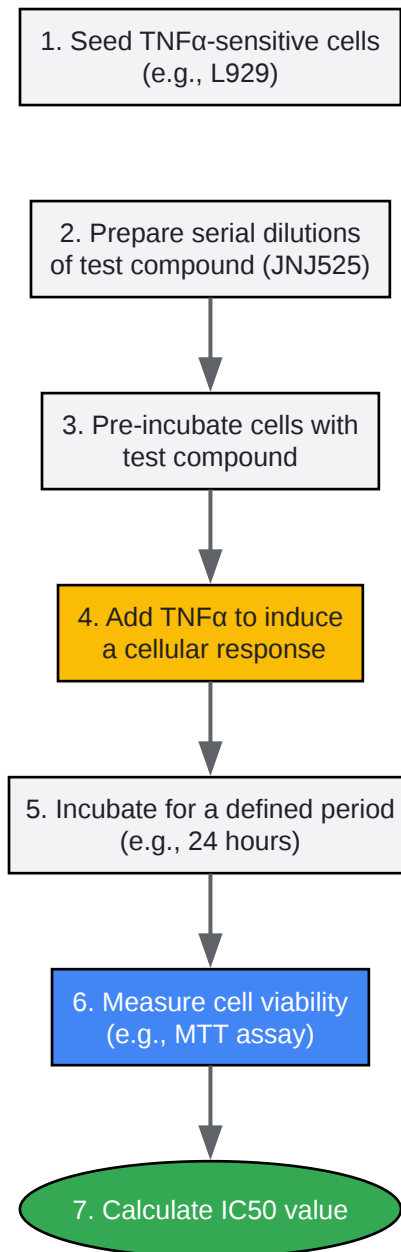 1. Seed TNFα-sensitive cells
(e.g., L929)
2. Prepare serial dilutions
of test compound (JNJ525)
3. Pre-incubate cells with
test compound
4. Add TNFα to induce
a cellular response
5. Incubate for a defined period
(e.g., 24 hours)
6. Measure cell viability
(e.g., MTT assay)
7. Calculate IC50 value